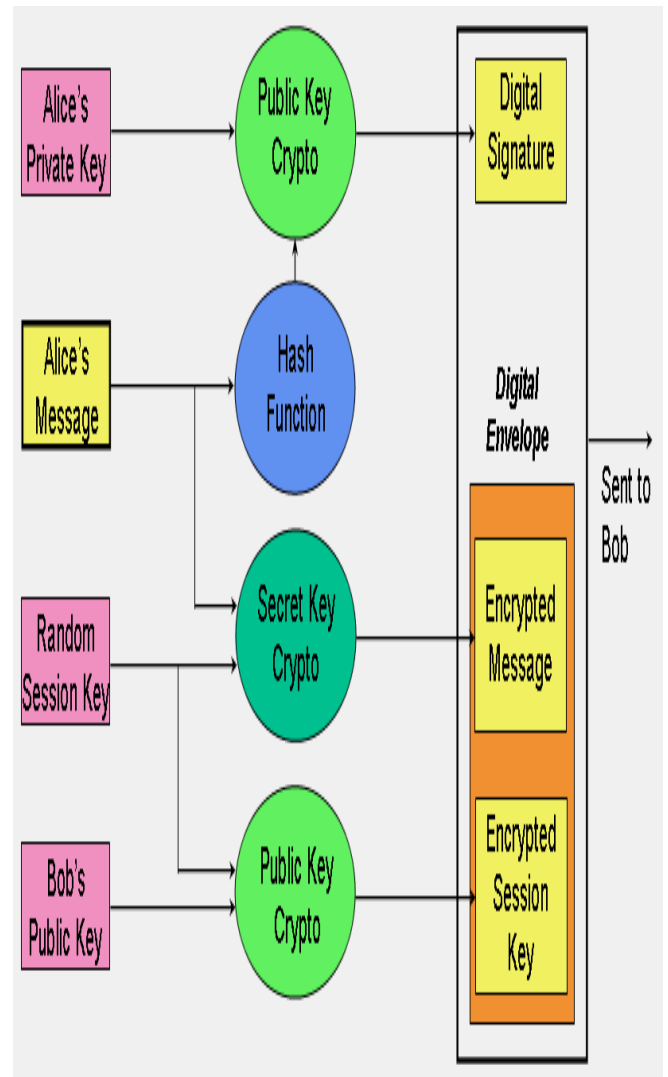 Alice's
Private Key
Public Key
Crypto
Digital
Signature
Alice's
Message
Hash
Function
Digital
Envelope
Sent to
Bob
Random
Session Key
Secret Key
Crypto
Encrypted
Message
Bob's
Public Key
Public Key
Crypto
Encrypted
Session
Key